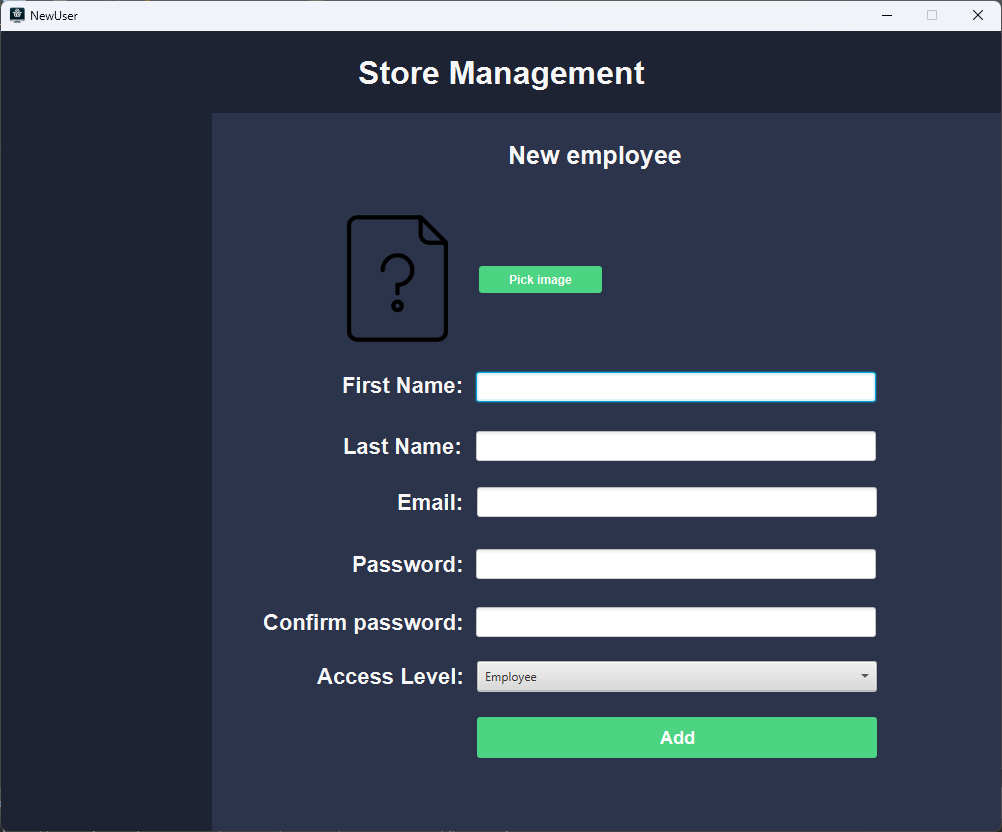 NewUser
Store Management
New employee
?
Pick image
First Name:
Last Name:
Email:
Password:
Confirm password:
Access Level: Employee
Add